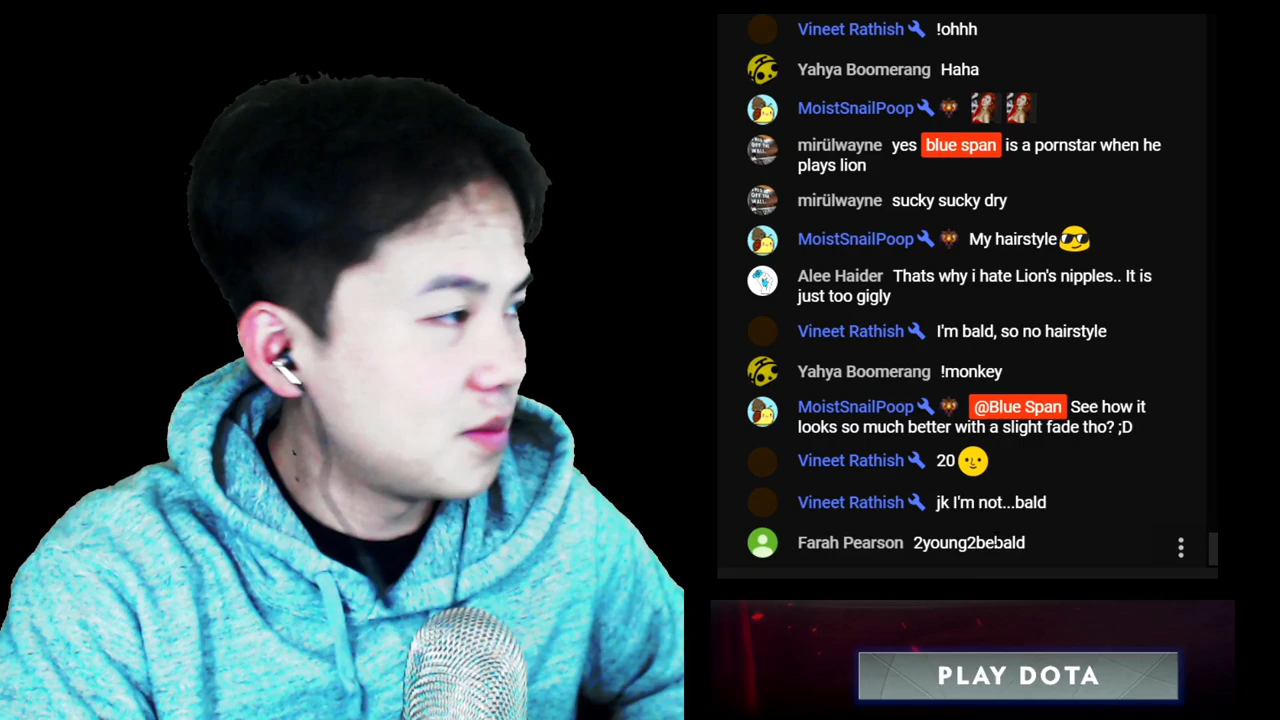 Vineet Rathish !ohhh
Yahya Boomerang Haha
MoistSnailPoop
mirülwayne yes blue span is a pornstar when he
plays lion
mirülwayne sucky sucky dry
MoistSnailPoop My hairstyle
Alee Haider Thats why i hate Lion's nipples.. It is
just too gigly
Vineet Rathish I'm bald, so no hairstyle
Yahya Boomerang !monkey
MoistSnailPoop @Blue Span See how it
looks so much better with a slight fade tho? ;D
Vineet Rathish 20
Vineet Rathish jk I'm not...bald
Farah Pearson 2young2bebald
PLAY DOTA